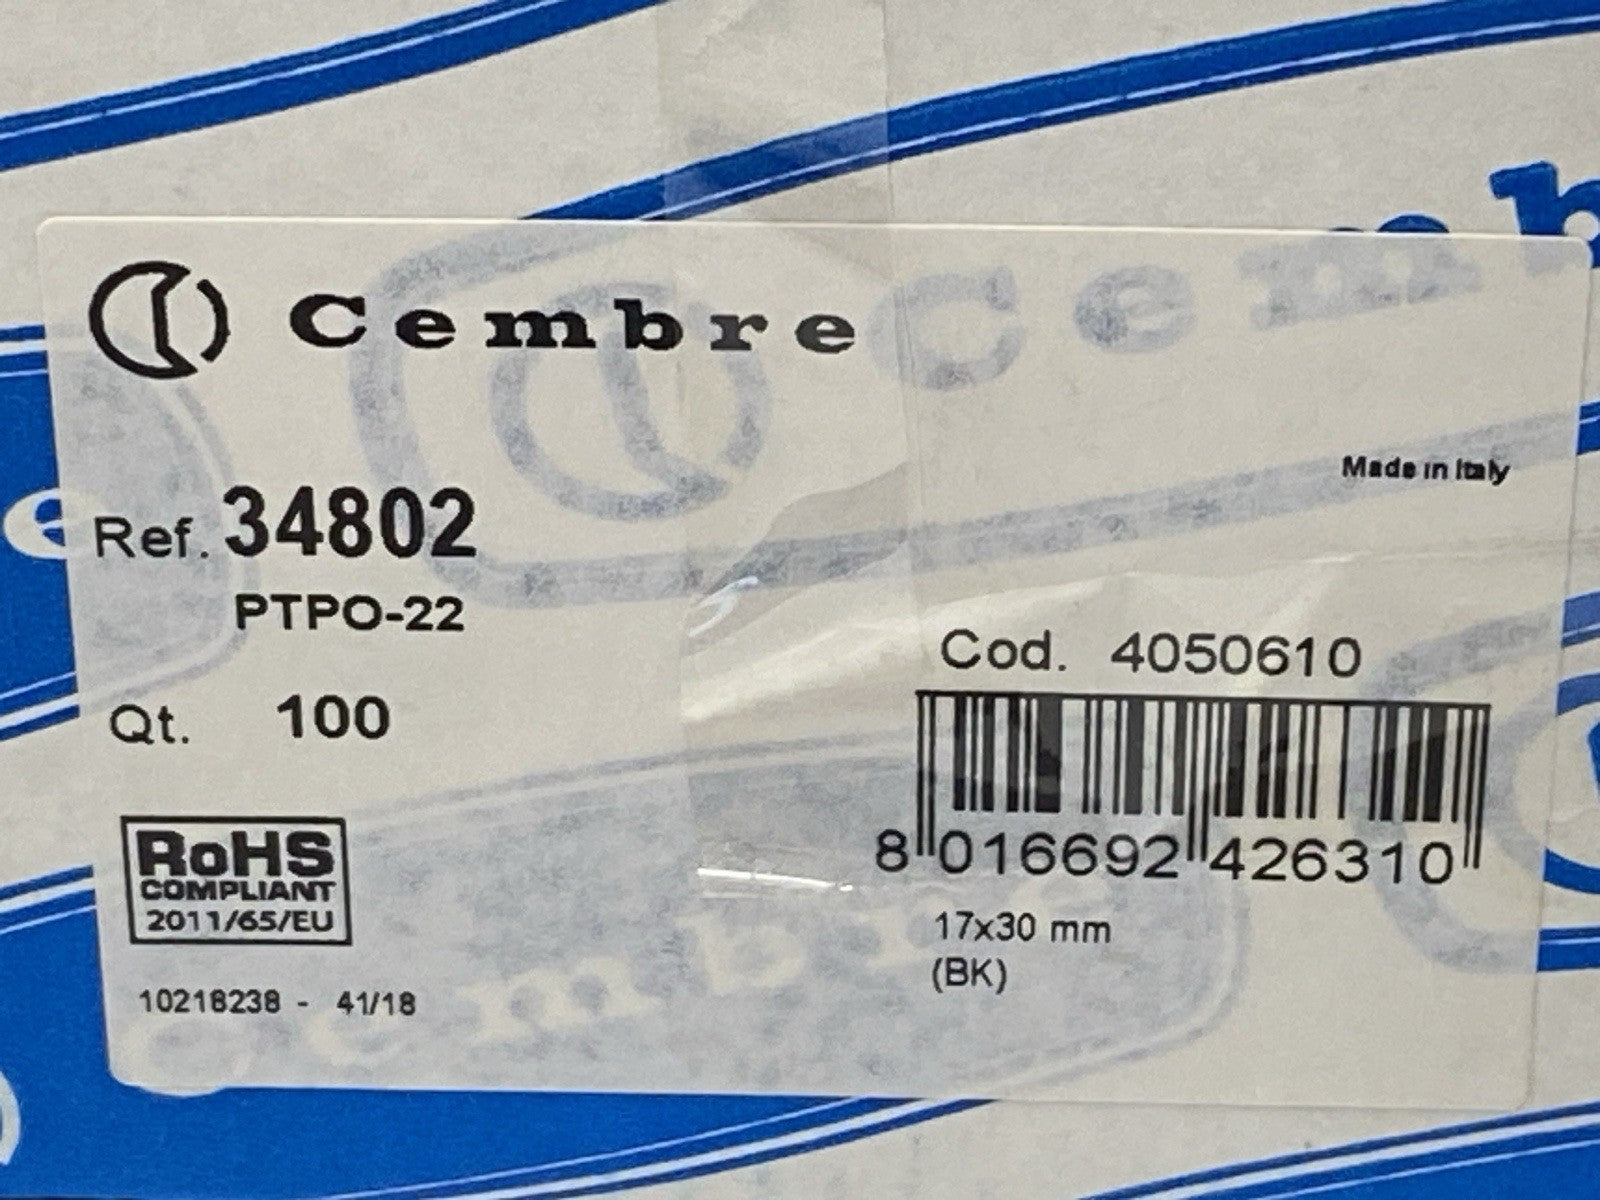 Cembre
Made in Italy
Ref. 34802
PTPO-22
Cod. 4050610
Qt. 100
8 016692 426310
RoHS
COMPLIANT
2011/65/EU
17x30 mm
(BK)
10218238 - 41/18